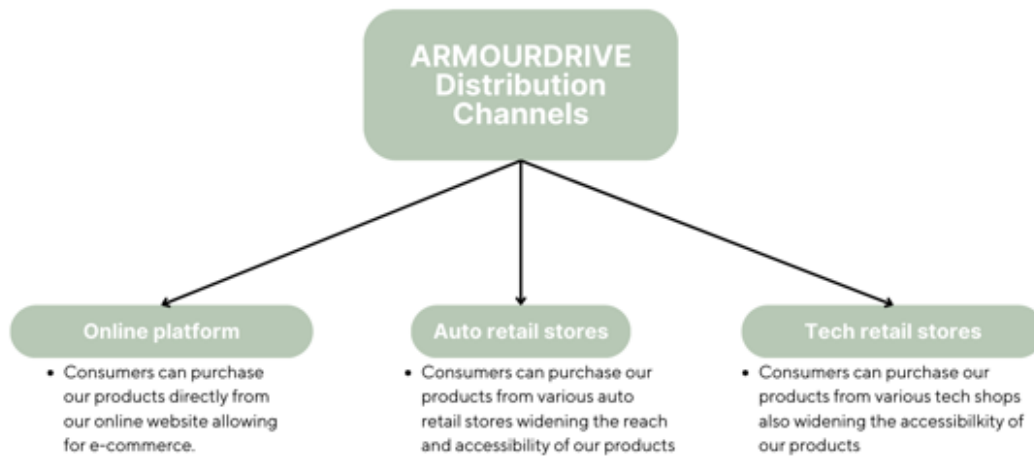 ARMOURDRIVE
Distribution
Channels
Online platform
• Consumers can purchase
our products directly from
our online website allowing
for e-commerce.
Auto retail stores
• Consumers can purchase our
products from various auto
retail stores widening the reach
and accessibility of our products
Tech retail stores
• Consumers can purchase our
products from various tech shops
also widening the accessibilkity of
our products